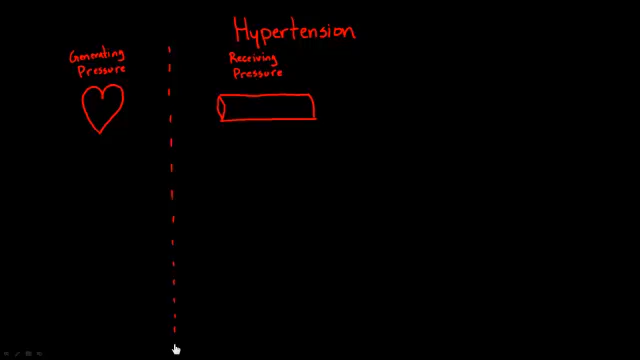 Hypertension
Generating
Pressure
Receiving
Pressure